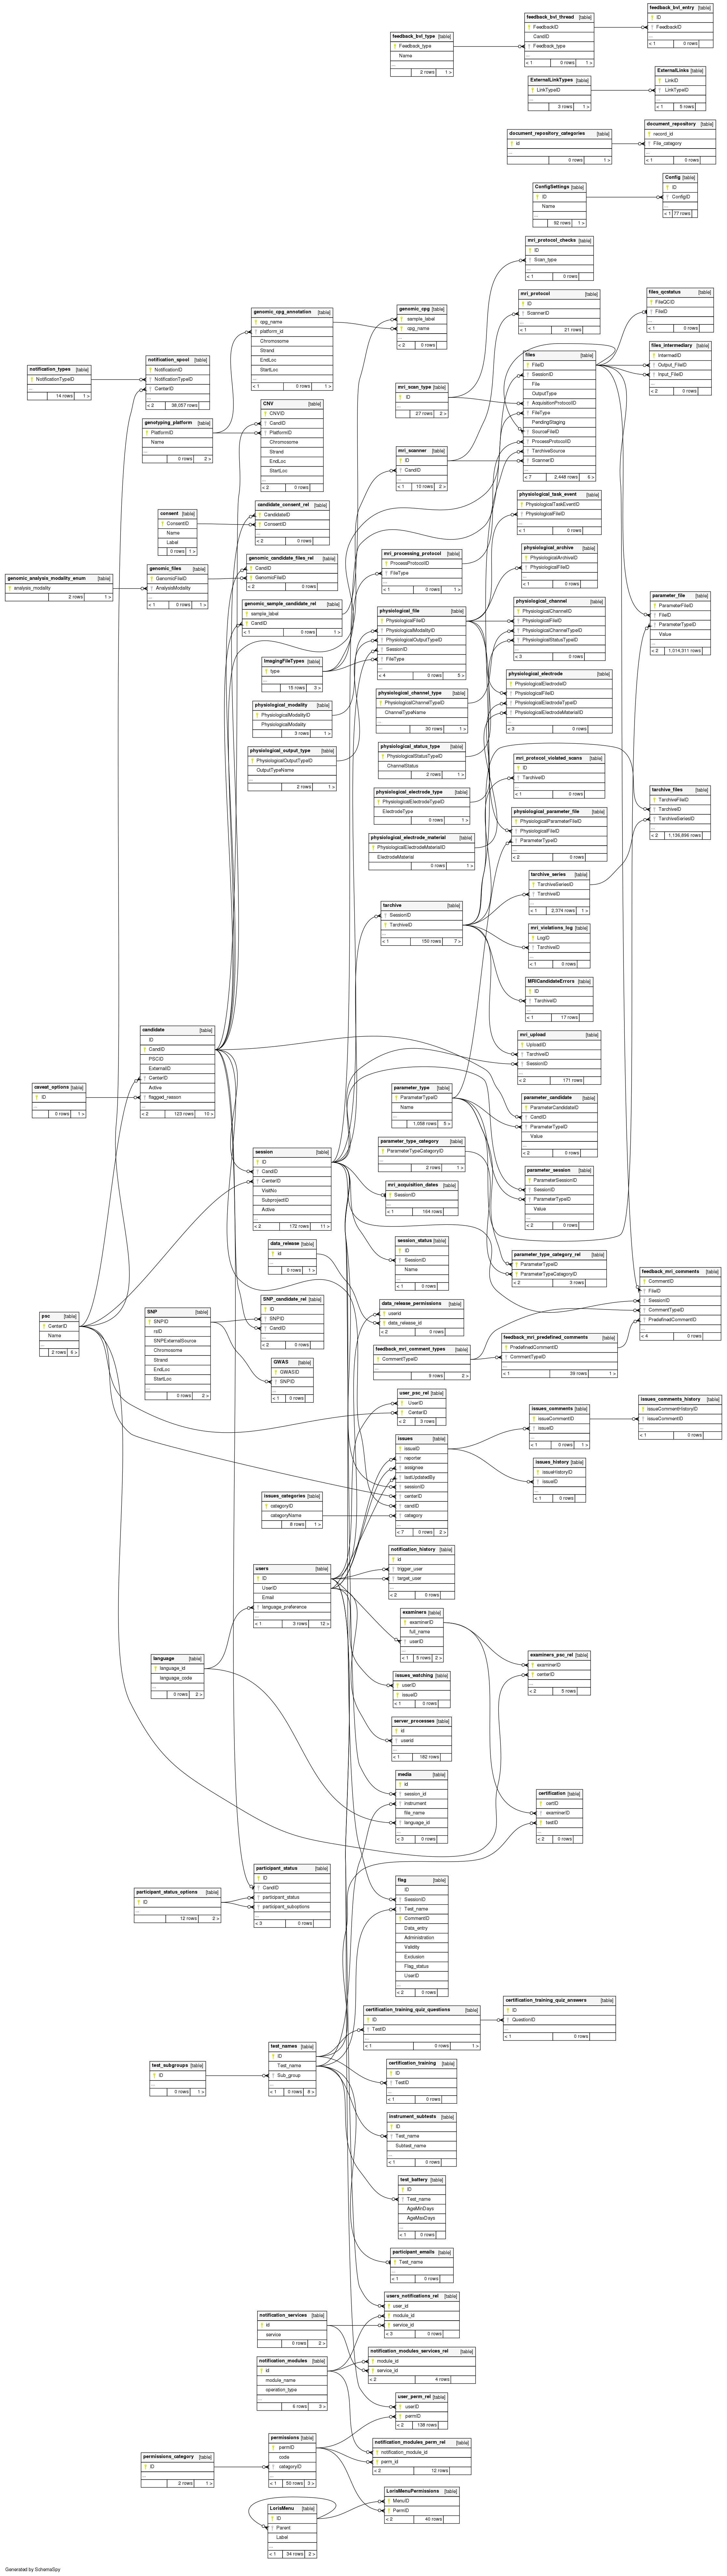 feedback_bvl_entry [table]
ID
FeedbackID
...
< 1 0 rows
feedback_bvl_thread [table]
FeedbackID
CandID
Feedback_type
...
< 1 0 rows 1 >
feedback_bvl_type [table]
Feedback_type
Name
...
2 rows 1 >
ExternalLinkTypes [table]
LinkTypeID
...
3 rows 1 >
ExternalLinks [table]
LinkID
LinkTypeID
...
< 1 5 rows
document_repository_categories [table]
id
...
0 rows 1 >
document_repository [table]
record_id
File_category
...
< 1 0 rows
ConfigSettings [table]
ID
Name
...
92 rows 1 >
Config [table]
ID
ConfigID
...
< 1 77 rows
mri_protocol_checks [table]
ID
Scan_type
...
< 1 0 rows
mri_protocol [table]
ID
ScannerID
...
< 1 21 rows
files_qcstatus [table]
FileQCID
FileID
...
< 1 0 rows
files_intermediary [table]
IntermedID
Output_FileID
Input_FileID
...
< 2 0 rows
files [table]
FileID
SessionID
File
OutputType
AcquisitionProtocolID
FileType
PendingStaging
SourceFileID
ProcessProtocolID
TarchiveSource
ScannerID
...
< 7 2,448 rows 6 >
genomic_cpg_annotation [table]
cpg_name
platform_id
Chromosome
Strand
EndLoc
StartLoc
...
< 1 0 rows 1 >
genomic_cpg [table]
sample_label
cpg_name
...
< 2 0 rows
notification_types [table]
NotificationTypeID
...
14 rows 1 >
notification_spool [table]
NotificationID
NotificationTypeID
CenterID
...
< 2 38,057 rows
genotyping_platform [table]
PlatformID
Name
...
0 rows 2 >
CNV [table]
CNVID
CandID
PlatformID
Chromosome
Strand
EndLoc
StartLoc
...
< 2 0 rows
mri_scan_type [table]
ID
...
27 rows 2 >
mri_scanner [table]
ID
CandID
...
< 1 10 rows 2 >
consent [table]
ConsentID
Name
Label
0 rows 1 >
candidate_consent_rel [table]
CandidateID
ConsentID
...
< 2 0 rows
genomic_analysis_modality_enum [table]
analysis_modality
2 rows 1 >
genomic_files [table]
GenomicFileID
AnalysisModality
...
< 1 0 rows 1 >
genomic_candidate_files_rel [table]
CandID
GenomicFileID
< 2 0 rows
genomic_sample_candidate_rel [table]
sample_label
CandID
< 1 0 rows 1 >
ImagingFileTypes [table]
type
...
15 rows 3 >
physiological_modality [table]
PhysiologicalModalityID
PhysiologicalModality
3 rows 1 >
physiological_output_type [table]
PhysiologicalOutputTypeID
OutputTypeName
...
2 rows 1 >
mri_processing_protocol [table]
ProcessProtocolID
FileType
...
< 1 0 rows 1 >
physiological_file [table]
PhysiologicalFileID
PhysiologicalModalityID
PhysiologicalOutputTypeID
SessionID
FileType
...
< 4 0 rows 5 >
physiological_channel_type [table]
PhysiologicalChannelTypeID
ChannelTypeName
...
30 rows 1 >
physiological_status_type [table]
PhysiologicalStatusTypeID
ChannelStatus
2 rows 1 >
physiological_electrode_type [table]
PhysiologicalElectrodeTypeID
ElectrodeType
0 rows 1 >
physiological_electrode_material [table]
PhysiologicalElectrodeMaterialID
ElectrodeMaterial
0 rows 1 >
physiological_task_event [table]
PhysiologicalTaskEventID
PhysiologicalFileID
...
< 1 0 rows
physiological_archive [table]
PhysiologicalArchiveID
PhysiologicalFileID
...
< 1 0 rows
physiological_channel [table]
PhysiologicalChannelID
PhysiologicalFileID
PhysiologicalChannelTypeID
PhysiologicalStatusTypeID
...
< 3 0 rows
physiological_electrode [table]
PhysiologicalElectrodeID
PhysiologicalFileID
PhysiologicalElectrodeTypeID
PhysiologicalElectrodeMaterialID
...
< 3 0 rows
parameter_file [table]
ParameterFileID
FileID
ParameterTypeID
Value
...
< 2 1,014,311 rows
mri_protocol_violated_scans [table]
ID
TarchiveID
...
< 1 0 rows
physiological_parameter_file [table]
PhysiologicalParameterFileID
PhysiologicalFileID
ParameterTypeID
...
< 2 0 rows
tarchive_files [table]
TarchiveFileID
TarchiveID
TarchiveSeriesID
...
< 2 1,136,896 rows
tarchive [table]
SessionID
TarchiveID
...
< 1 150 rows 7 >
tarchive_series [table]
TarchiveSeriesID
TarchiveID
...
< 1 2,374 rows 1 >
mri_violations_log [table]
LogID
TarchiveID
...
< 1 0 rows
MRICandidateErrors [table]
ID
TarchiveID
...
< 1 17 rows
mri_upload [table]
UploadID
TarchiveID
SessionID
...
< 2 171 rows
candidate [table]
ID
CandID
PSCID
ExternalID
CenterID
Active
flagged_reason
...
< 2 123 rows 10 >
caveat_options [table]
ID
...
0 rows 1 >
parameter_type [table]
ParameterTypeID
Name
...
1,058 rows 5 >
parameter_candidate [table]
ParameterCandidateID
CandID
ParameterTypeID
Value
...
< 2 0 rows
parameter_type_category [table]
ParameterTypeCategoryID
...
2 rows 1 >
session [table]
ID
CandID
CenterID
VisitNo
SubprojectID
Active
...
< 2 172 rows 11 >
mri_acquisition_dates [table]
SessionID
...
< 1 164 rows
parameter_session [table]
ParameterSessionID
SessionID
ParameterTypeID
Value
...
< 2 0 rows
session_status [table]
ID
SessionID
Name
...
< 1 0 rows
data_release [table]
id
...
0 rows 1 >
parameter_type_category_rel [table]
ParameterTypeID
ParameterTypeCategoryID
< 2 3 rows
feedback_mri_comments [table]
CommentID
FileID
SessionID
CommentTypeID
PredefinedCommentID
...
< 4 0 rows
SNP_candidate_rel [table]
ID
SNPID
CandID
...
< 2 0 rows
data_release_permissions [table]
userid
data_release_id
< 2 0 rows
psc [table]
CenterID
Name
...
2 rows 6 >
SNP [table]
SNPID
rsID
SNPExternalSource
Chromosome
Strand
EndLoc
StartLoc
...
0 rows 2 >
feedback_mri_comment_types [table]
CommentTypeID
...
9 rows 2 >
feedback_mri_predefined_comments [table]
PredefinedCommentID
CommentTypeID
...
< 1 39 rows 1 >
GWAS [table]
GWASID
SNPID
...
< 1 0 rows
user_psc_rel [table]
UserID
CenterID
< 2 3 rows
issues_comments [table]
issueCommentID
issueID
...
< 1 0 rows 1 >
issues_comments_history [table]
issueCommentHistoryID
issueCommentID
...
< 1 0 rows
issues [table]
issueID
reporter
assignee
lastUpdatedBy
sessionID
centerID
candID
category
...
< 7 0 rows 2 >
issues_history [table]
issueHistoryID
issueID
...
< 1 0 rows
issues_categories [table]
categoryID
categoryName
8 rows 1 >
notification_history [table]
id
trigger_user
target_user
...
< 2 0 rows
users [table]
ID
UserID
Email
language_preference
...
< 1 3 rows 12 >
examiners [table]
examinerID
full_name
userID
...
< 1 5 rows 2 >
language [table]
language_id
language_code
...
0 rows 2 >
examiners_psc_rel [table]
examinerID
centerID
...
< 2 5 rows
issues_watching [table]
userID
issueID
< 1 0 rows
server_processes [table]
id
userid
...
< 1 182 rows
media [table]
id
session_id
instrument
file_name
language_id
...
< 3 0 rows
certification [table]
certID
examinerID
testID
...
< 2 0 rows
participant_status [table]
ID
CandID
participant_status
participant_suboptions
...
< 3 0 rows
participant_status_options [table]
ID
...
12 rows 2 >
flag [table]
ID
SessionID
Test_name
CommentID
Data_entry
Administration
Validity
Exclusion
Flag_status
UserID
...
< 2 0 rows
certification_training_quiz_questions [table]
ID
TestID
...
< 1 0 rows 1 >
certification_training_quiz_answers [table]
ID
QuestionID
...
< 1 0 rows
test_names [table]
ID
Test_name
Sub_group
...
< 1 0 rows 8 >
test_subgroups [table]
ID
...
0 rows 1 >
certification_training [table]
ID
TestID
...
< 1 0 rows
instrument_subtests [table]
ID
Test_name
Subtest_name
...
< 1 0 rows
test_battery [table]
ID
Test_name
AgeMinDays
AgeMaxDays
...
< 1 0 rows
participant_emails [table]
Test_name
...
< 1 0 rows
users_notifications_rel [table]
user_id
module_id
service_id
< 3 0 rows
notification_services [table]
id
service
0 rows 2 >
notification_modules_services_rel [table]
module_id
service_id
< 2 4 rows
notification_modules [table]
id
module_name
operation_type
...
6 rows 3 >
user_perm_rel [table]
userID
permID
< 2 138 rows
notification_modules_perm_rel [table]
notification_module_id
perm_id
< 2 12 rows
permissions [table]
permID
code
categoryID
...
< 1 50 rows 3 >
permissions_category [table]
ID
...
2 rows 1 >
LorisMenuPermissions [table]
MenuID
PermID
< 2 40 rows
LorisMenu [table]
ID
Parent
Label
...
< 1 34 rows 2 >
Generated by SchemaSpy